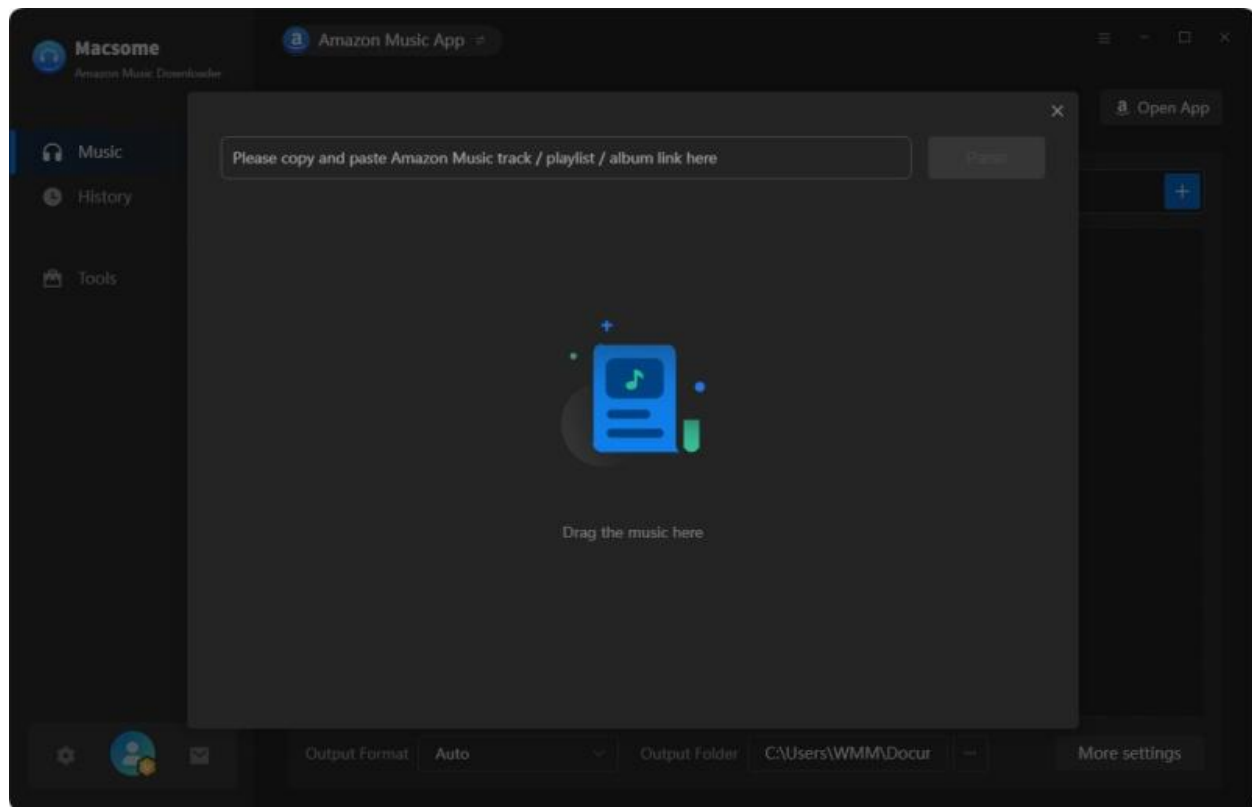 Macsome
Amazon Music Downloader
Amazon Music App
Open App
Music
History
Tools
Please copy and paste Amazon Music track / playlist / album link here
Parse
Drag the music here
Output Format
Auto
Output Folder
C:\Users\WMM\Docur
More settings